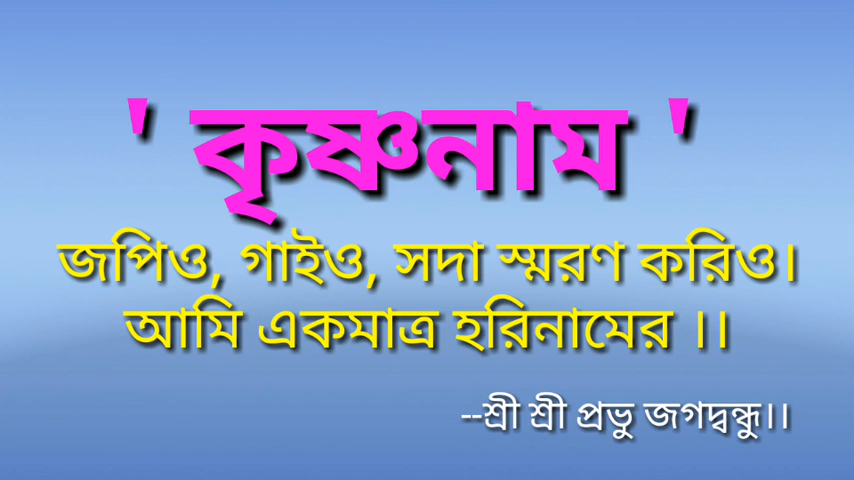 ' কৃষ্ণনাম '
জপিও, গাইও, সদা স্মরণ করিও।
আমি একমাত্র হরিনামের ।।
--শ্রী শ্রী প্রভু জগদ্বন্ধু।।